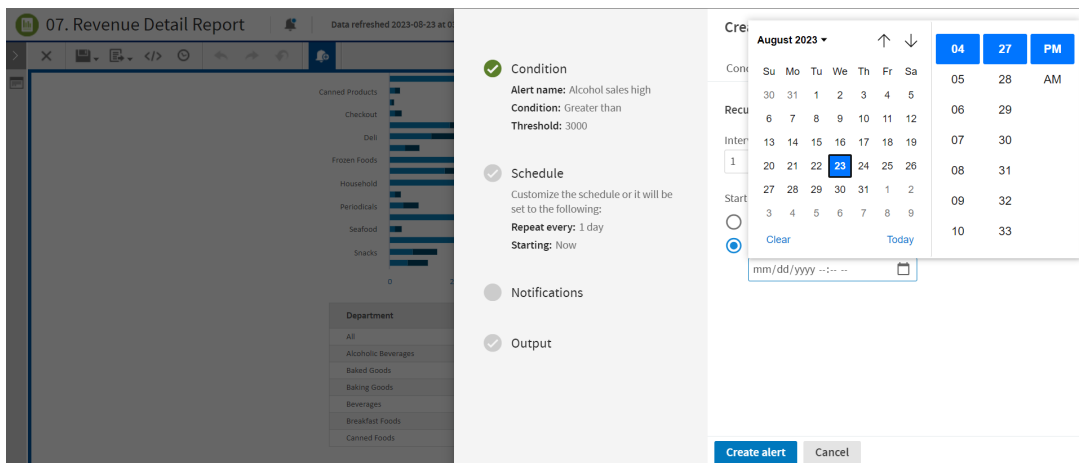 07. Revenue Detail Report
Data refreshed 2023-08-23 at 0
Canned Products
Checkout
Deli
Frozen Foods
Household
Periodicals
Seafood
Snacks
0
2
Department
All
Alcoholic Beverages
Baked Goods
Baking Goods
Beverages
Breakfast Foods
Canned Foods
Condition
Alert name: Alcohol sales high
Condition: Greater than
Threshold: 3000
Schedule
Customize the schedule or it will be
set to the following:
Repeat every: 1 day
Starting: Now
Notifications
Output
Cre
Cond
Recu
Inter
1
Start
August 2023
Su Mo Tu We Th Fr Sa
30 31 1 2 3 4 5
6 7 8 9 10 11 12
13 14 15 16 17 18 19
20 21 22 23 24 25 26
27 28 29 30 31 1 2
3 4 5 6 7 8 9
Clear Today
04 27 PM
05 28 AM
06 29
07 30
08 31
09 32
10 33
mm/dd/yyyy --:-- --
Create alert Cancel